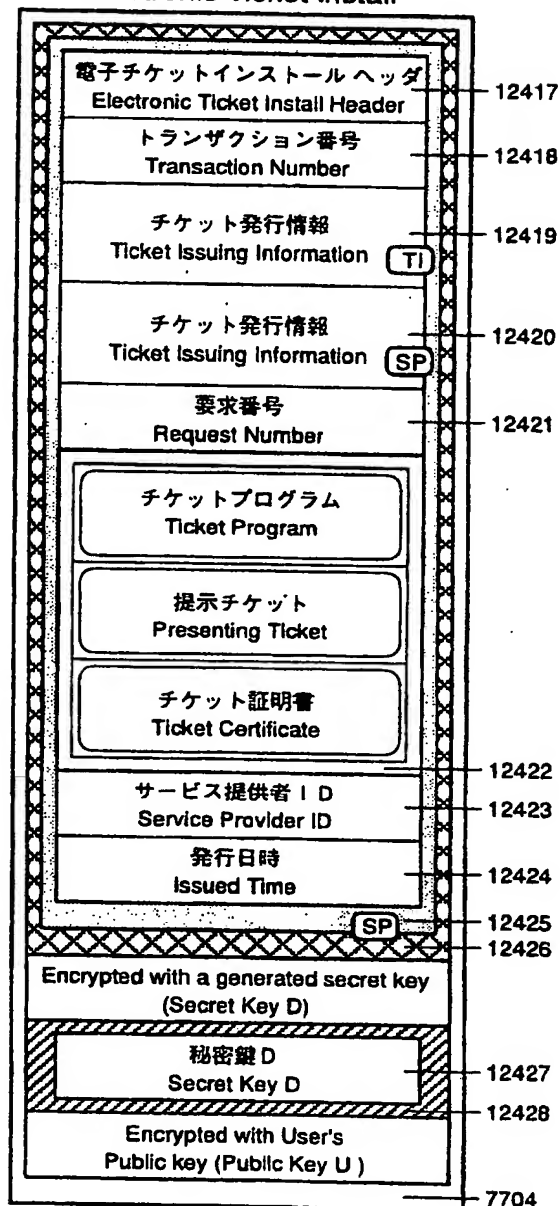 電子チケットインストール ヘッダ
Electronic Ticket Install Header
12417
トランザクション番号
Transaction Number
12418
チケット発行情報
Ticket Issuing Information
TI
12419
チケット発行情報
Ticket Issuing Information
SP
12420
要求番号
Request Number
12421
チケットプログラム
Ticket Program
提示チケット
Presenting Ticket
チケット証明書
Ticket Certificate
12422
サービス提供者 I D
Service Provider ID
12423
発行日時
Issued Time
12424
SP
12425
12426
Encrypted with a generated secret key
(Secret Key D)
秘密鍵 D
Secret Key D
12427
12428
Encrypted with User's
Public key (Public Key U )
7704